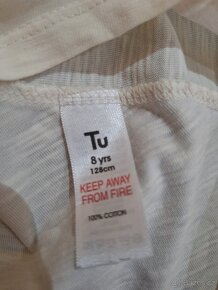 Tu
8 yrs
128cm
KEEP AWAY
FROM FIRE
100% COTTON